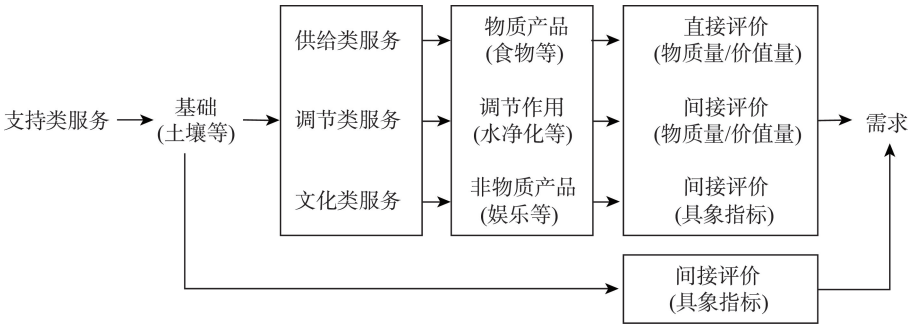 支持类服务
基础
(土壤等)
供给类服务
调节类服务
文化类服务
物质产品
(食物等)
调节作用
(水净化等)
非物质产品
(娱乐等)
直接评价
(物质量/价值量)
间接评价
(物质量/价值量)
间接评价
(具象指标)
间接评价
(具象指标)
需求